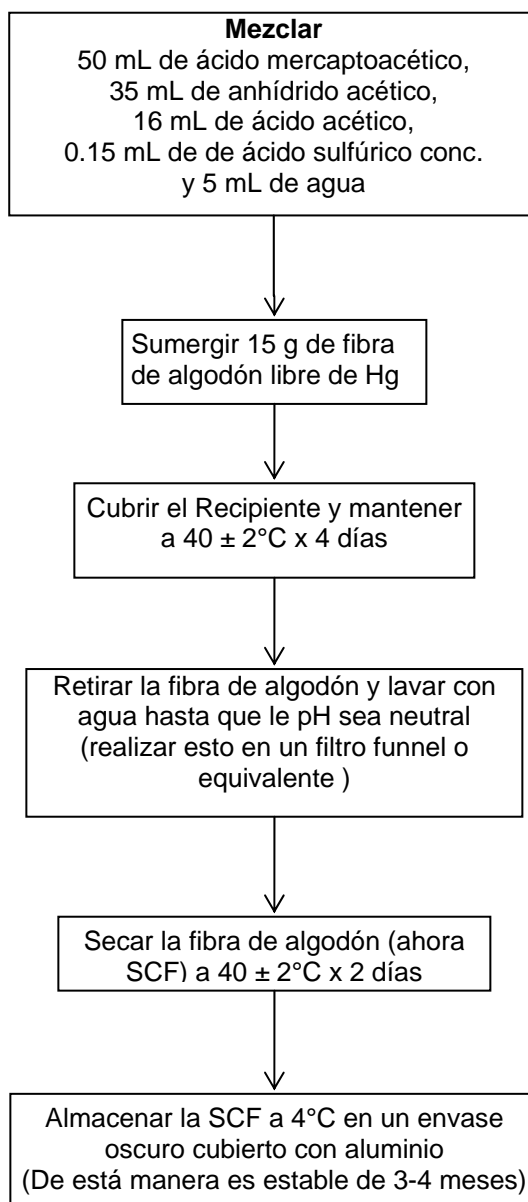 Mezclar
50 mL de ácido mercaptoacético,
35 mL de anhídrido acético,
16 mL de ácido acético,
0.15 mL de de ácido sulfúrico conc.
y 5 mL de agua
Sumergir 15 g de fibra
de algodón libre de Hg
Cubrir el Recipiente y mantener
a 40 ± 2°C x 4 días
Retirar la fibra de algodón y lavar con
agua hasta que le pH sea neutral
(realizar esto en un filtro funnel o
equivalente )
Secar la fibra de algodón (ahora
SCF) a 40 ± 2°C x 2 días
Almacenar la SCF a 4°C en un envase
oscuro cubierto con aluminio
(De está manera es estable de 3-4 meses)